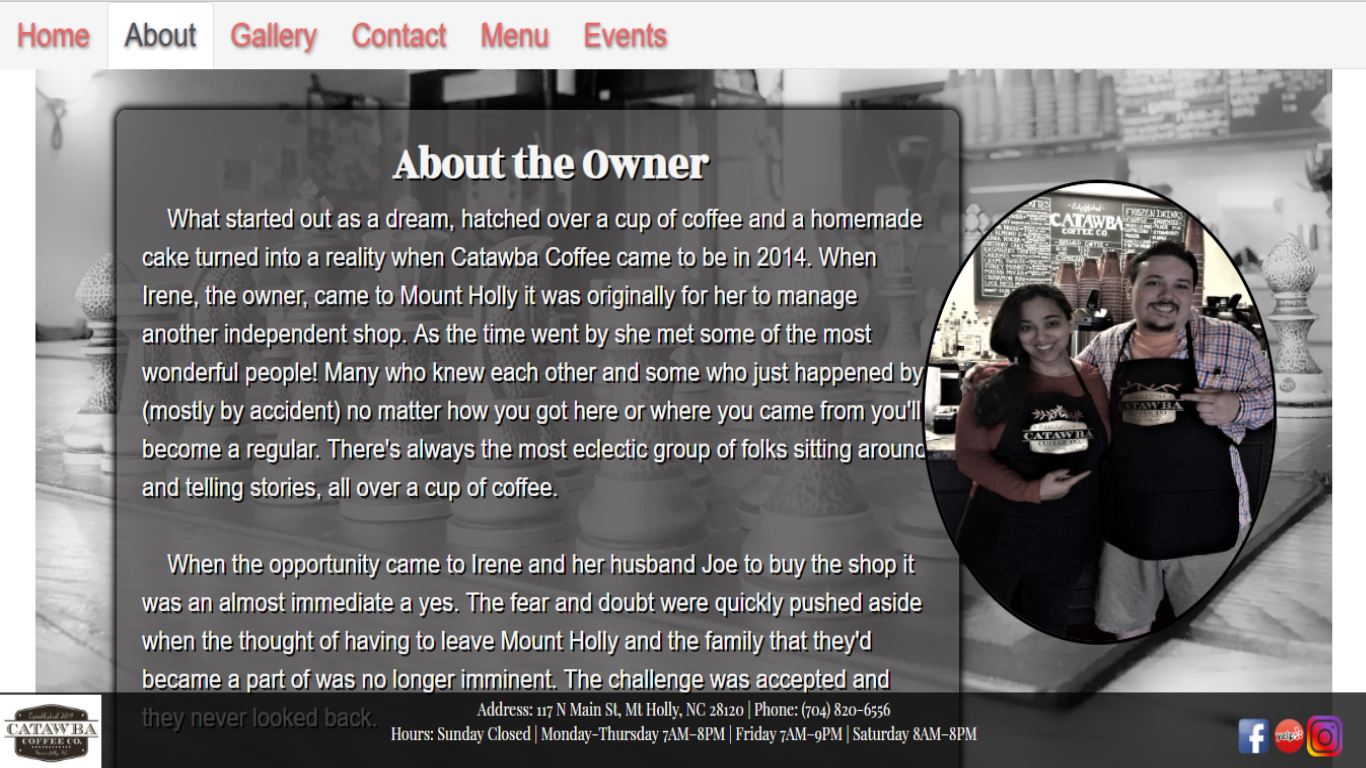 Home About Gallery Contact Menu Events
About the Owner
What started out as a dream, hatched over a cup of coffee and a homemade
cake turned into a reality when Catawba Coffee came to be in 2014. When
Irene, the owner, came to Mount Holly it was originally for her to manage
another independent shop. As the time went by she met some of the most
wonderful people! Many who knew each other and some who just happened by
(mostly by accident) no matter how you got here or where you came from you'll
become a regular. There's always the most eclectic group of folks sitting around
and telling stories, all over a cup of coffee.
When the opportunity came to Irene and her husband Joe to buy the shop it
was an almost immediate a yes. The fear and doubt were quickly pushed aside
when the thought of having to leave Mount Holly and the family that they'd
became a part of was no longer imminent. The challenge was accepted and
they never looked back.
CATAWBA
COFFEE CO.
FROZEN DRINKS
CATAWBA
CATAWBA
Established 2014
CATAWBA
COFFEE CO.
Address: 117 N Main St, Mt Holly, NC 28120 | Phone: (704) 820-6556
Hours: Sunday Closed | Monday–Thursday 7AM–8PM | Friday 7AM–9PM | Saturday 8AM–8PM
yelp